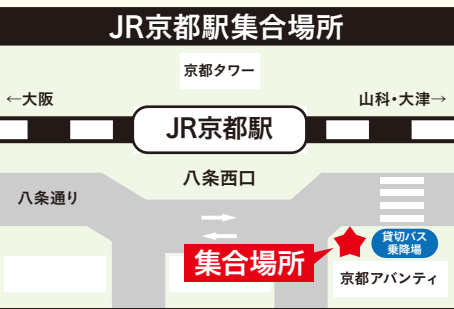 JR京都駅集合場所
京都タワー
←大阪
山科・大津→
JR京都駅
八条西口
八条通り
貸切バス
乗降場
集合場所
京都アバンティ